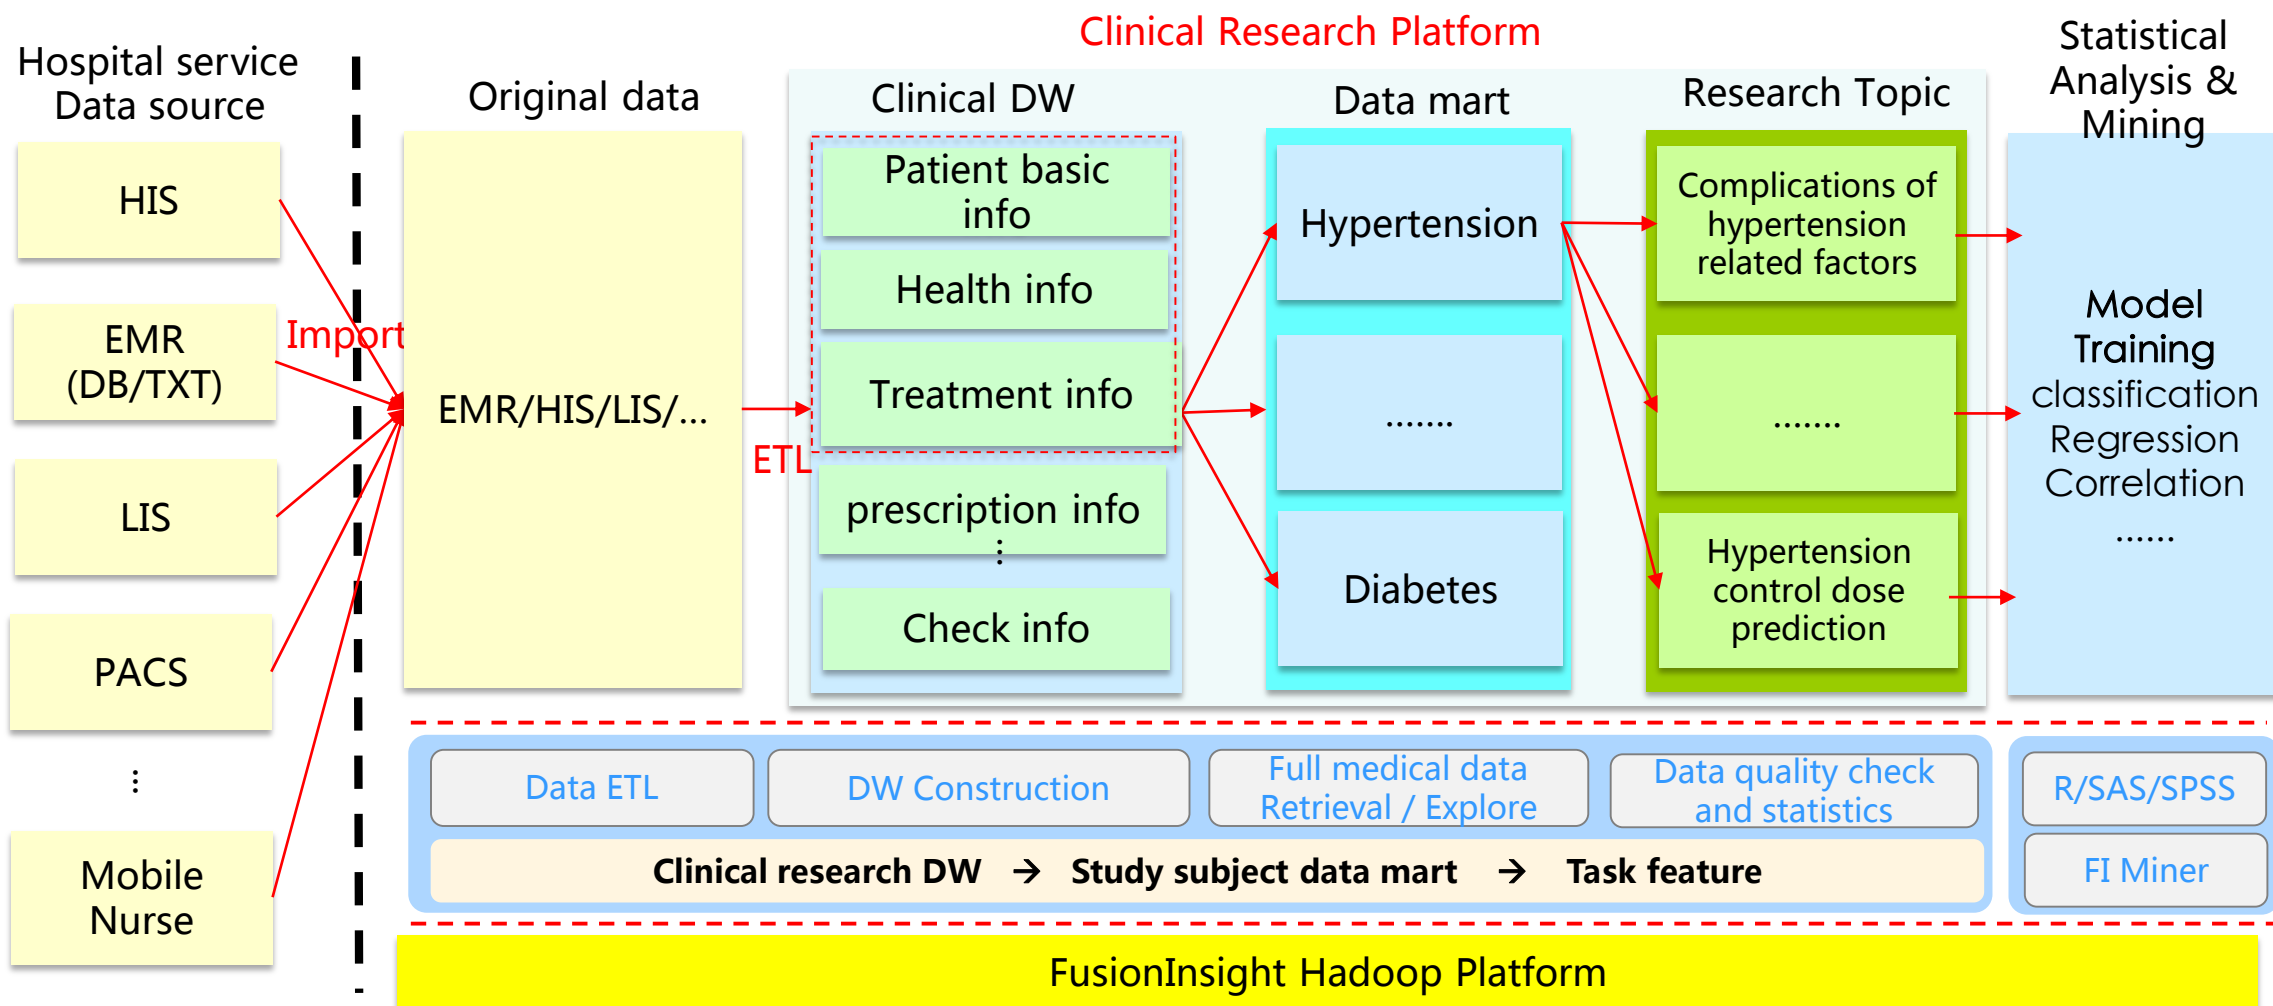 Clinical Research Platform
Hospital service
Data source
HIS
EMR
(DB/TXT)
LIS
PACS
...
Mobile
Nurse
Import
Original data
EMR/HIS/LIS/...
ETL
Clinical DW
Patient basic
info
Health info
Treatment info
prescription info
...
Check info
Data mart
Hypertension
.......
Diabetes
Research Topic
Complications of
hypertension
related factors
.......
Hypertension
control dose
prediction
Statistical
Analysis &
Mining
Model
Training
classification
Regression
Correlation
......
Data ETL
DW Construction
Full medical data
Retrieval / Explore
Data quality check
and statistics
R/SAS/SPSS
Clinical research DW → Study subject data mart → Task feature
FI Miner
FusionInsight Hadoop Platform